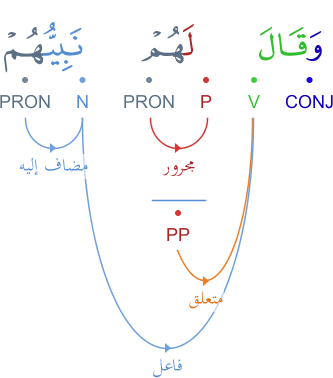 وَقَالَ لَهُمْ نَبِيُّهُمْ
CONJ V P PRON N PRON
مجرور مضاف إليه
PP
متعلق
فاعل